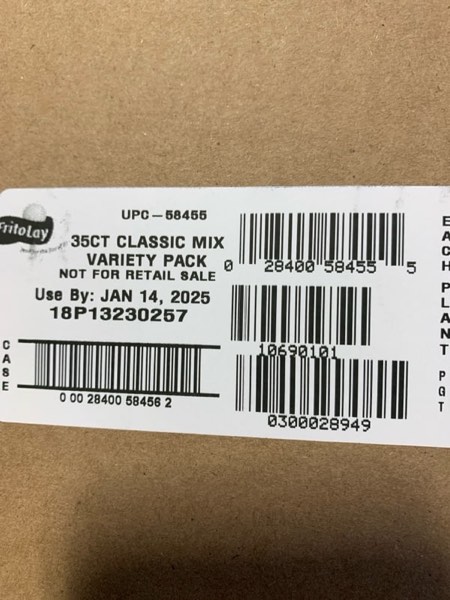 FritoLay
UPC-58455
35CT CLASSIC MIX
VARIETY PACK
NOT FOR RETAIL SALE
Use By: JAN 14, 2025
18P13230257
CASE
0 00 28400 58456 2
0 28400 58455 5
10690101
0300028949
EACH
PLANT
PGT